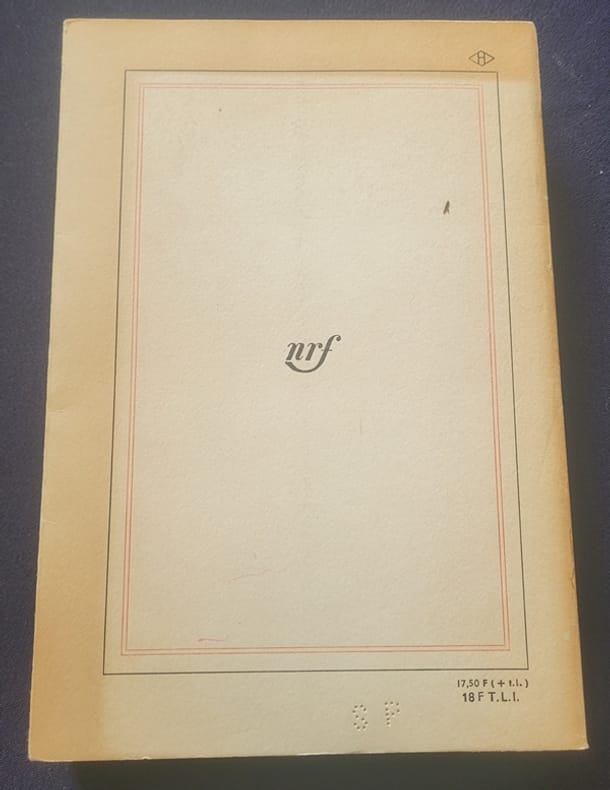 H
nrf
17,50 F (+ t.l.)
18 F T.L.I.
S P